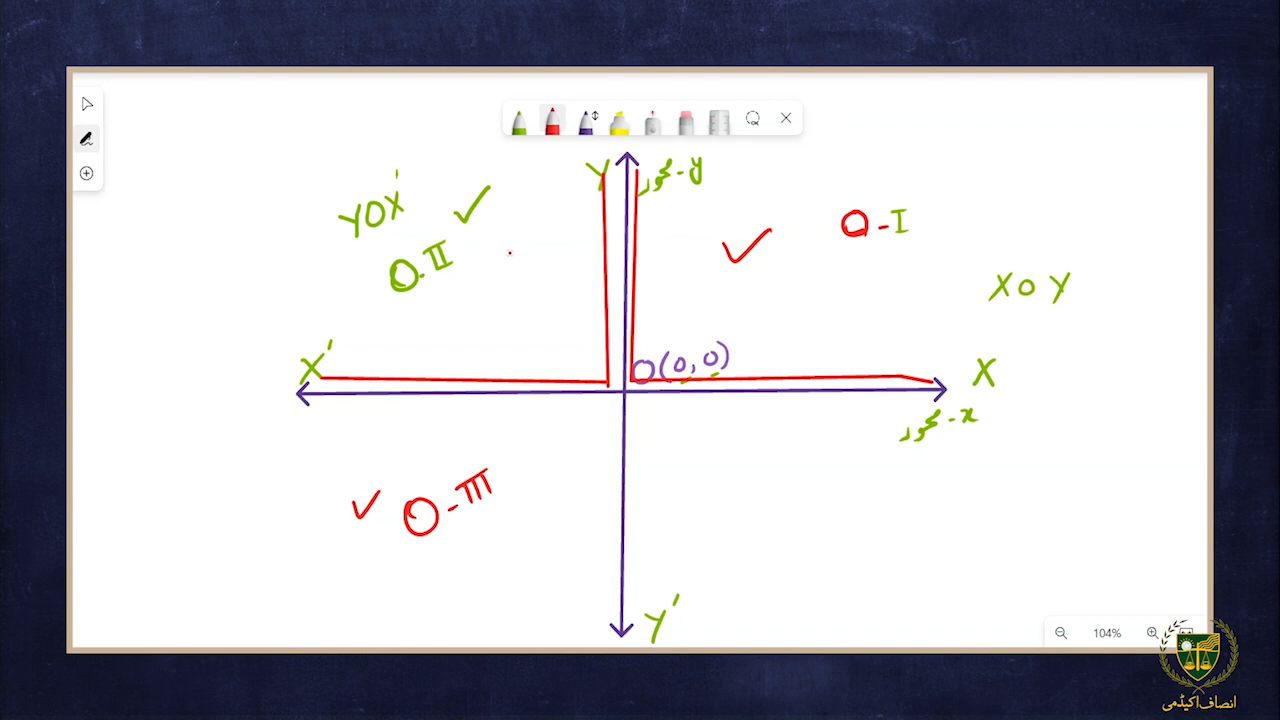 Y
محور-y
YOX'
Q-I
Q.II
XOY
X'
O(0,0)
X
محور-x
Q-III
Y'
104%
انصاف اکیڈمی